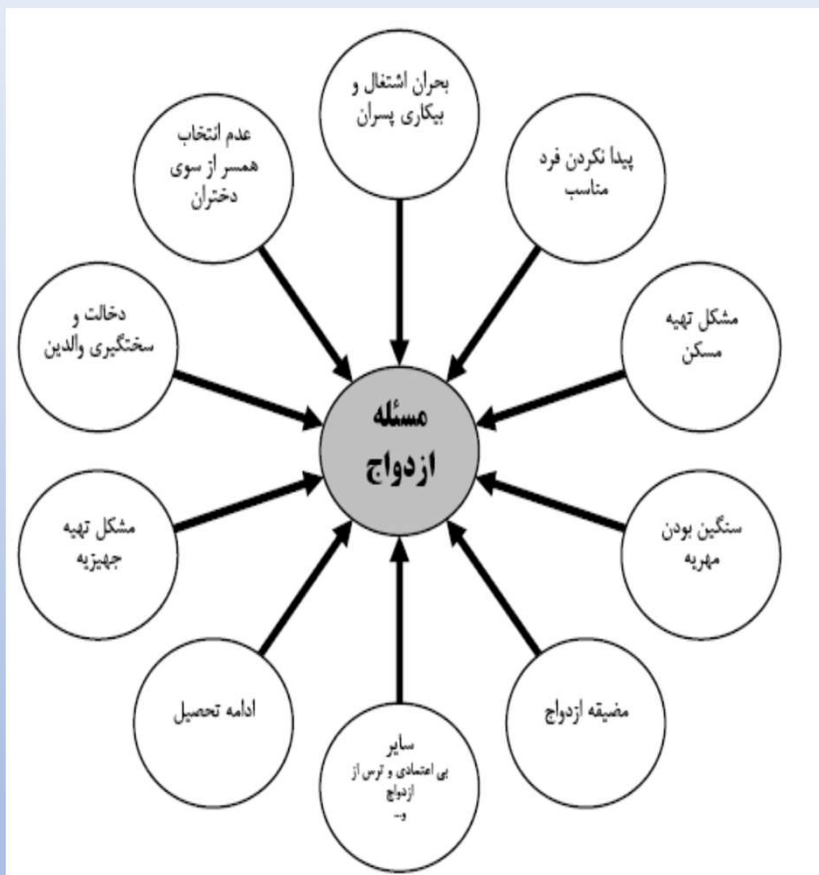 بحران اشتغال و
بیکاری پسران
پیدا نکردن فرد
مناسب
مشکل تهیه
مسکن
سنگین بودن
مهریه
مضیقه ازدواج
سایر
بی اعتمادی و ترس از
ازدواج
و...
ادامه تحصیل
مشکل تهیه
جهیزیه
دخالت و
سختگیری والدین
عدم انتخاب
همسر از سوی
دختران
مسئله
ازدواج